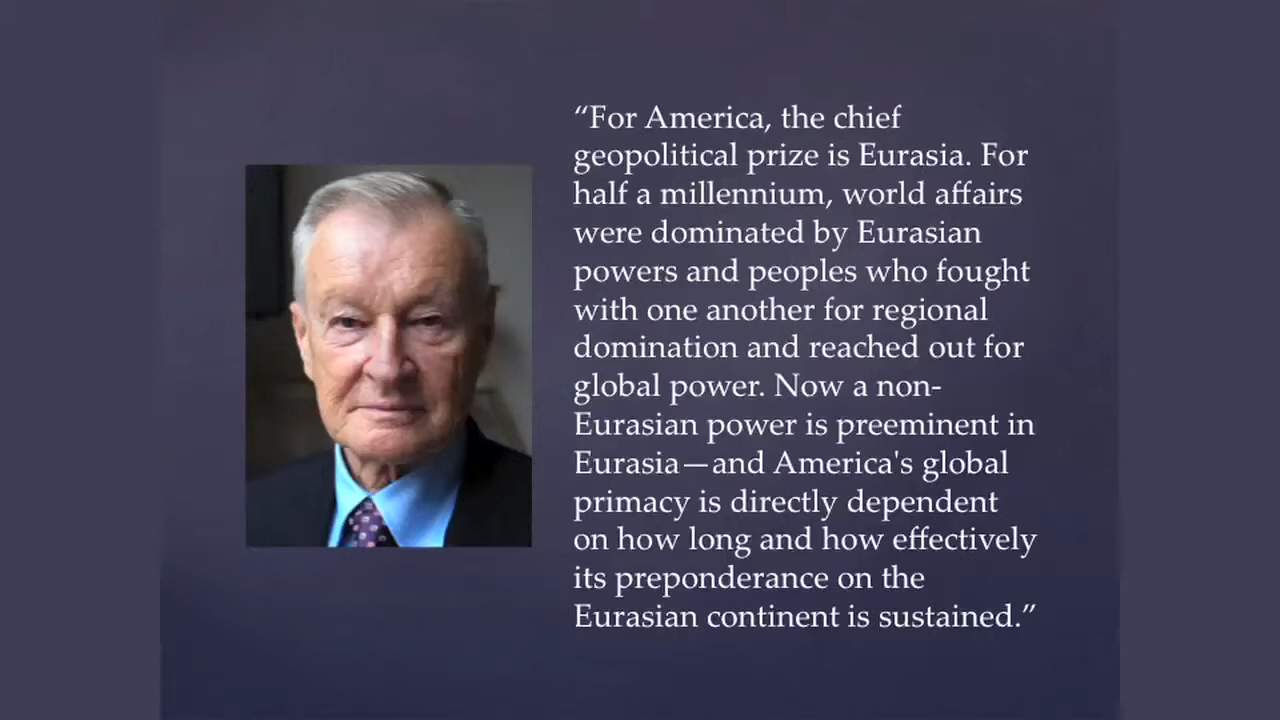 “For America, the chief
geopolitical prize is Eurasia. For
half a millennium, world affairs
were dominated by Eurasian
powers and peoples who fought
with one another for regional
domination and reached out for
global power. Now a non-
Eurasian power is preeminent in
Eurasia—and America's global
primacy is directly dependent
on how long and how effectively
its preponderance on the
Eurasian continent is sustained.”